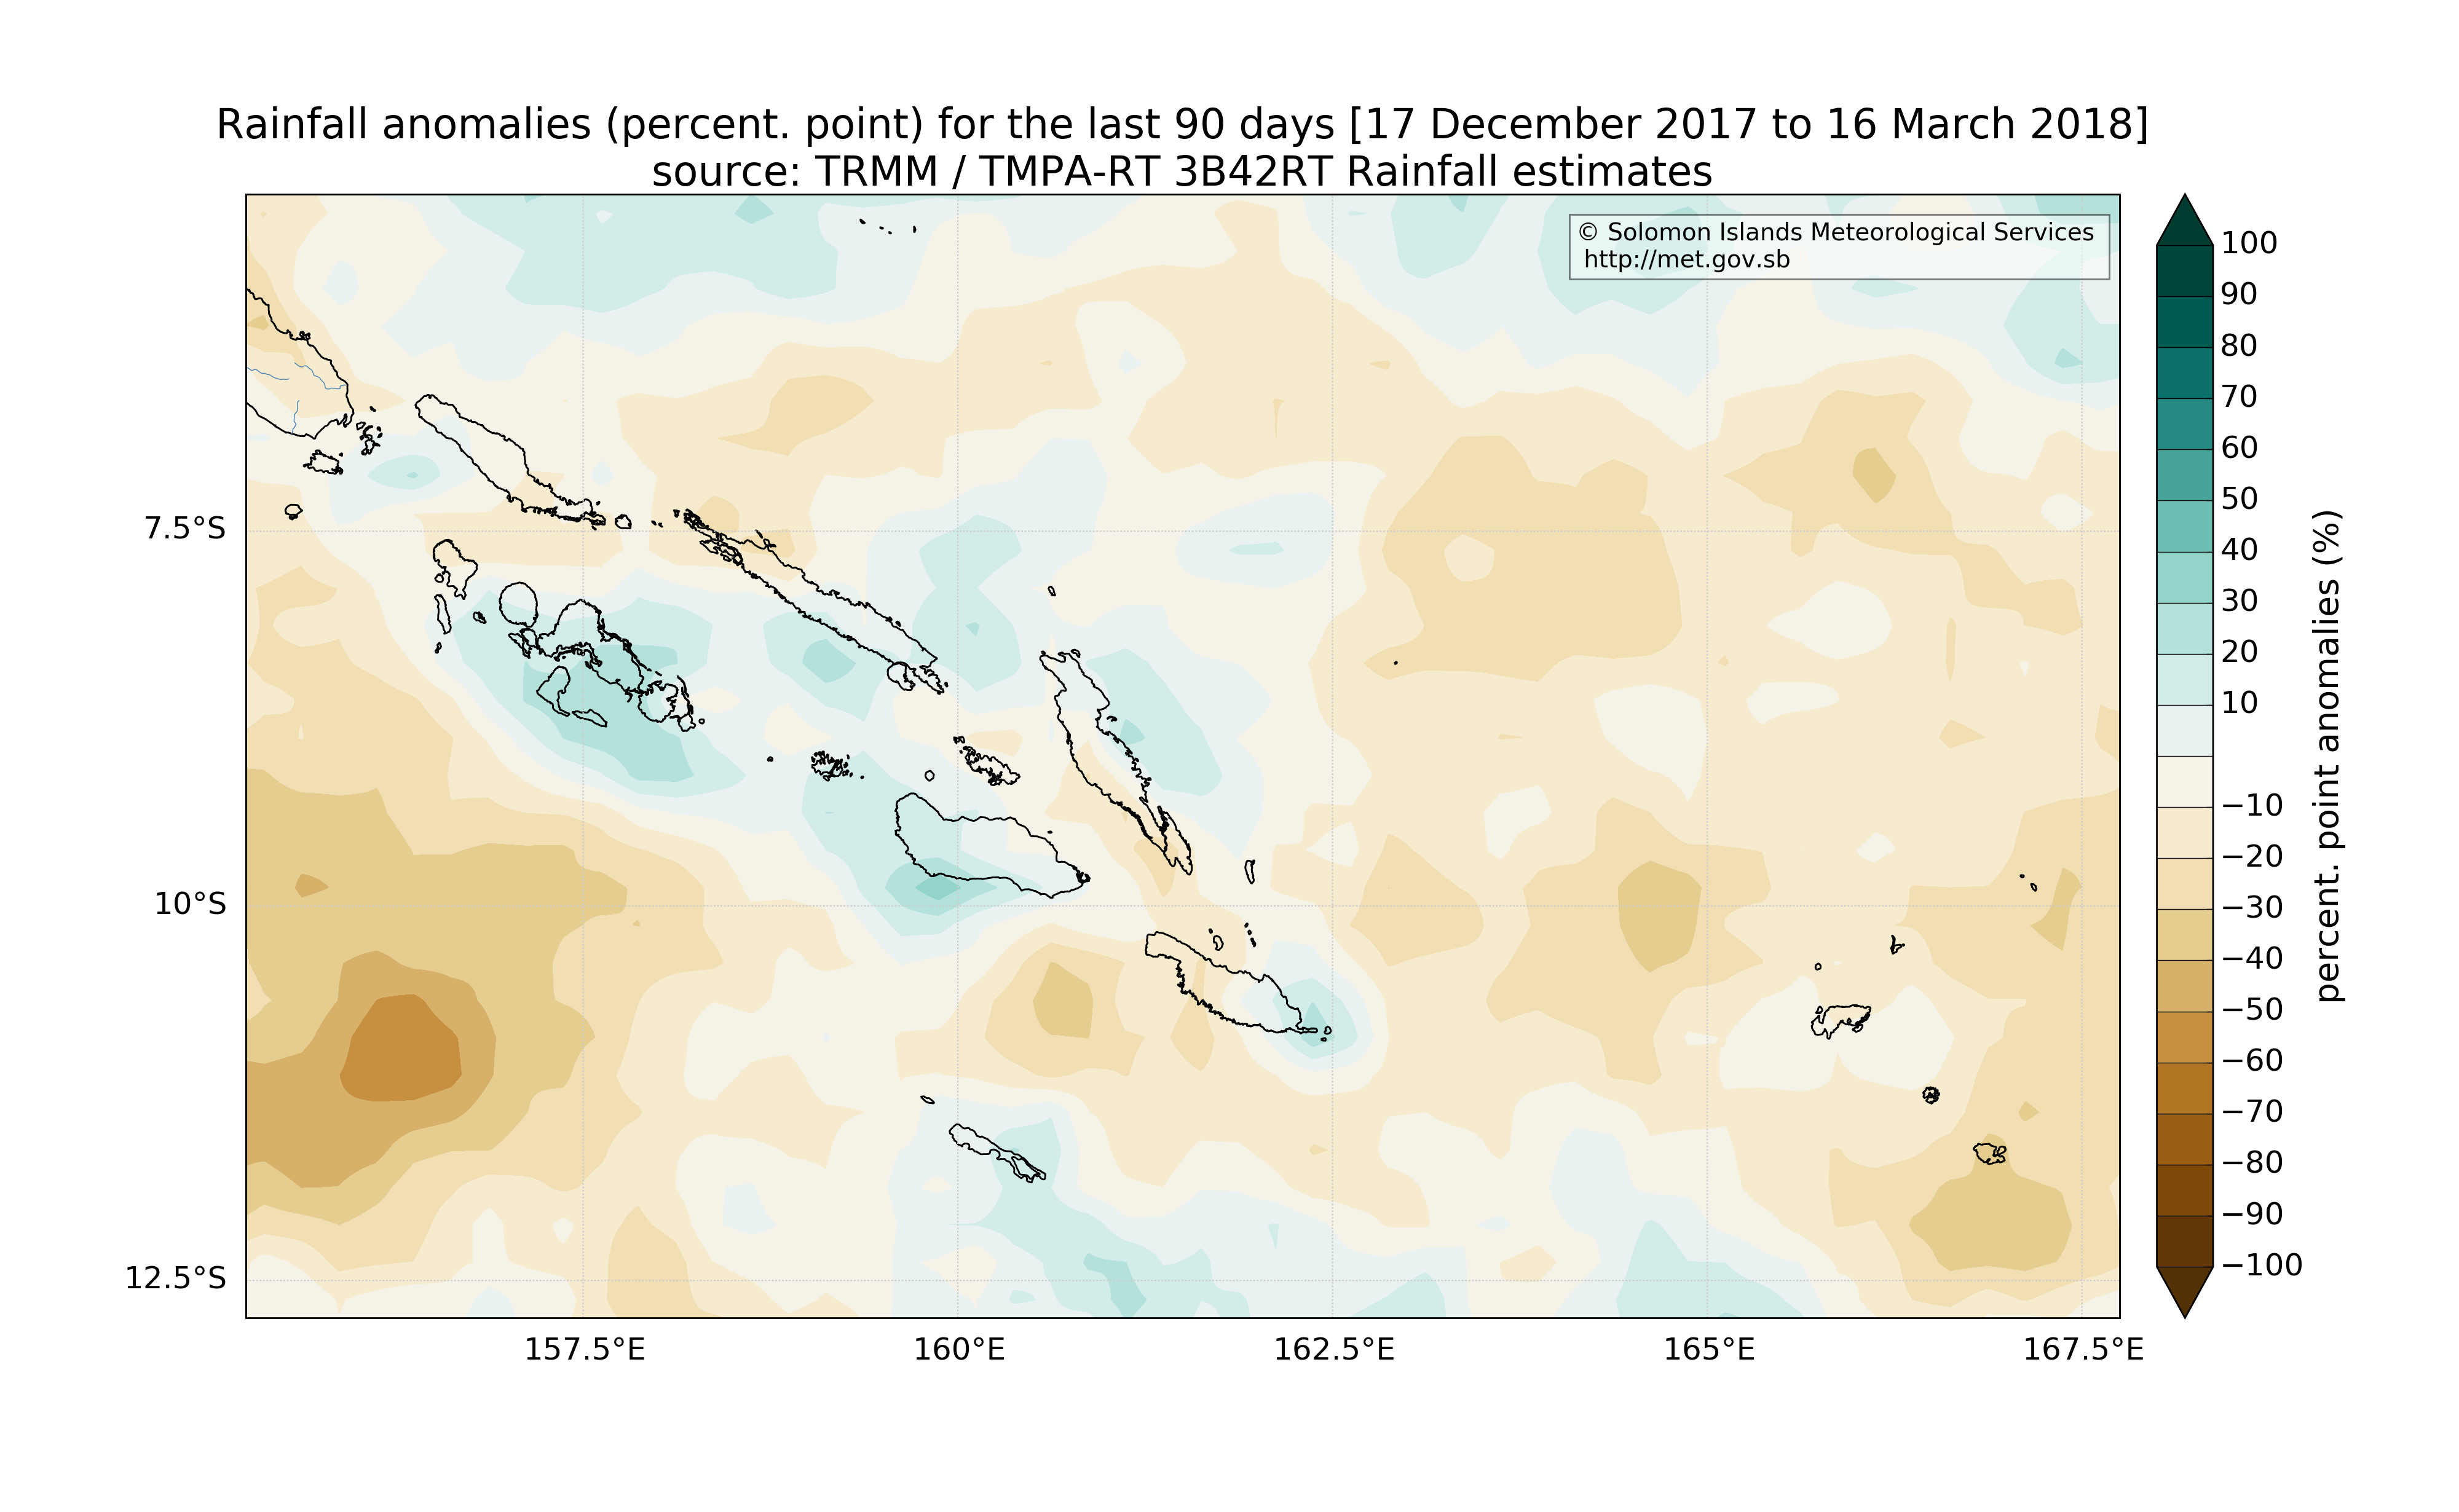 Rainfall anomalies (percent. point) for the last 90 days [17 December 2017 to 16 March 2018]
source: TRMM / TMPA-RT 3B42RT Rainfall estimates
© Solomon Islands Meteorological Services
http://met.gov.sb
7.5°S
10°S
12.5°S
157.5°E
160°E
162.5°E
165°E
167.5°E
100
90
80
70
60
50
40
30
20
10
−10
−20
−30
−40
−50
−60
−70
−80
−90
−100
percent. point anomalies (%)